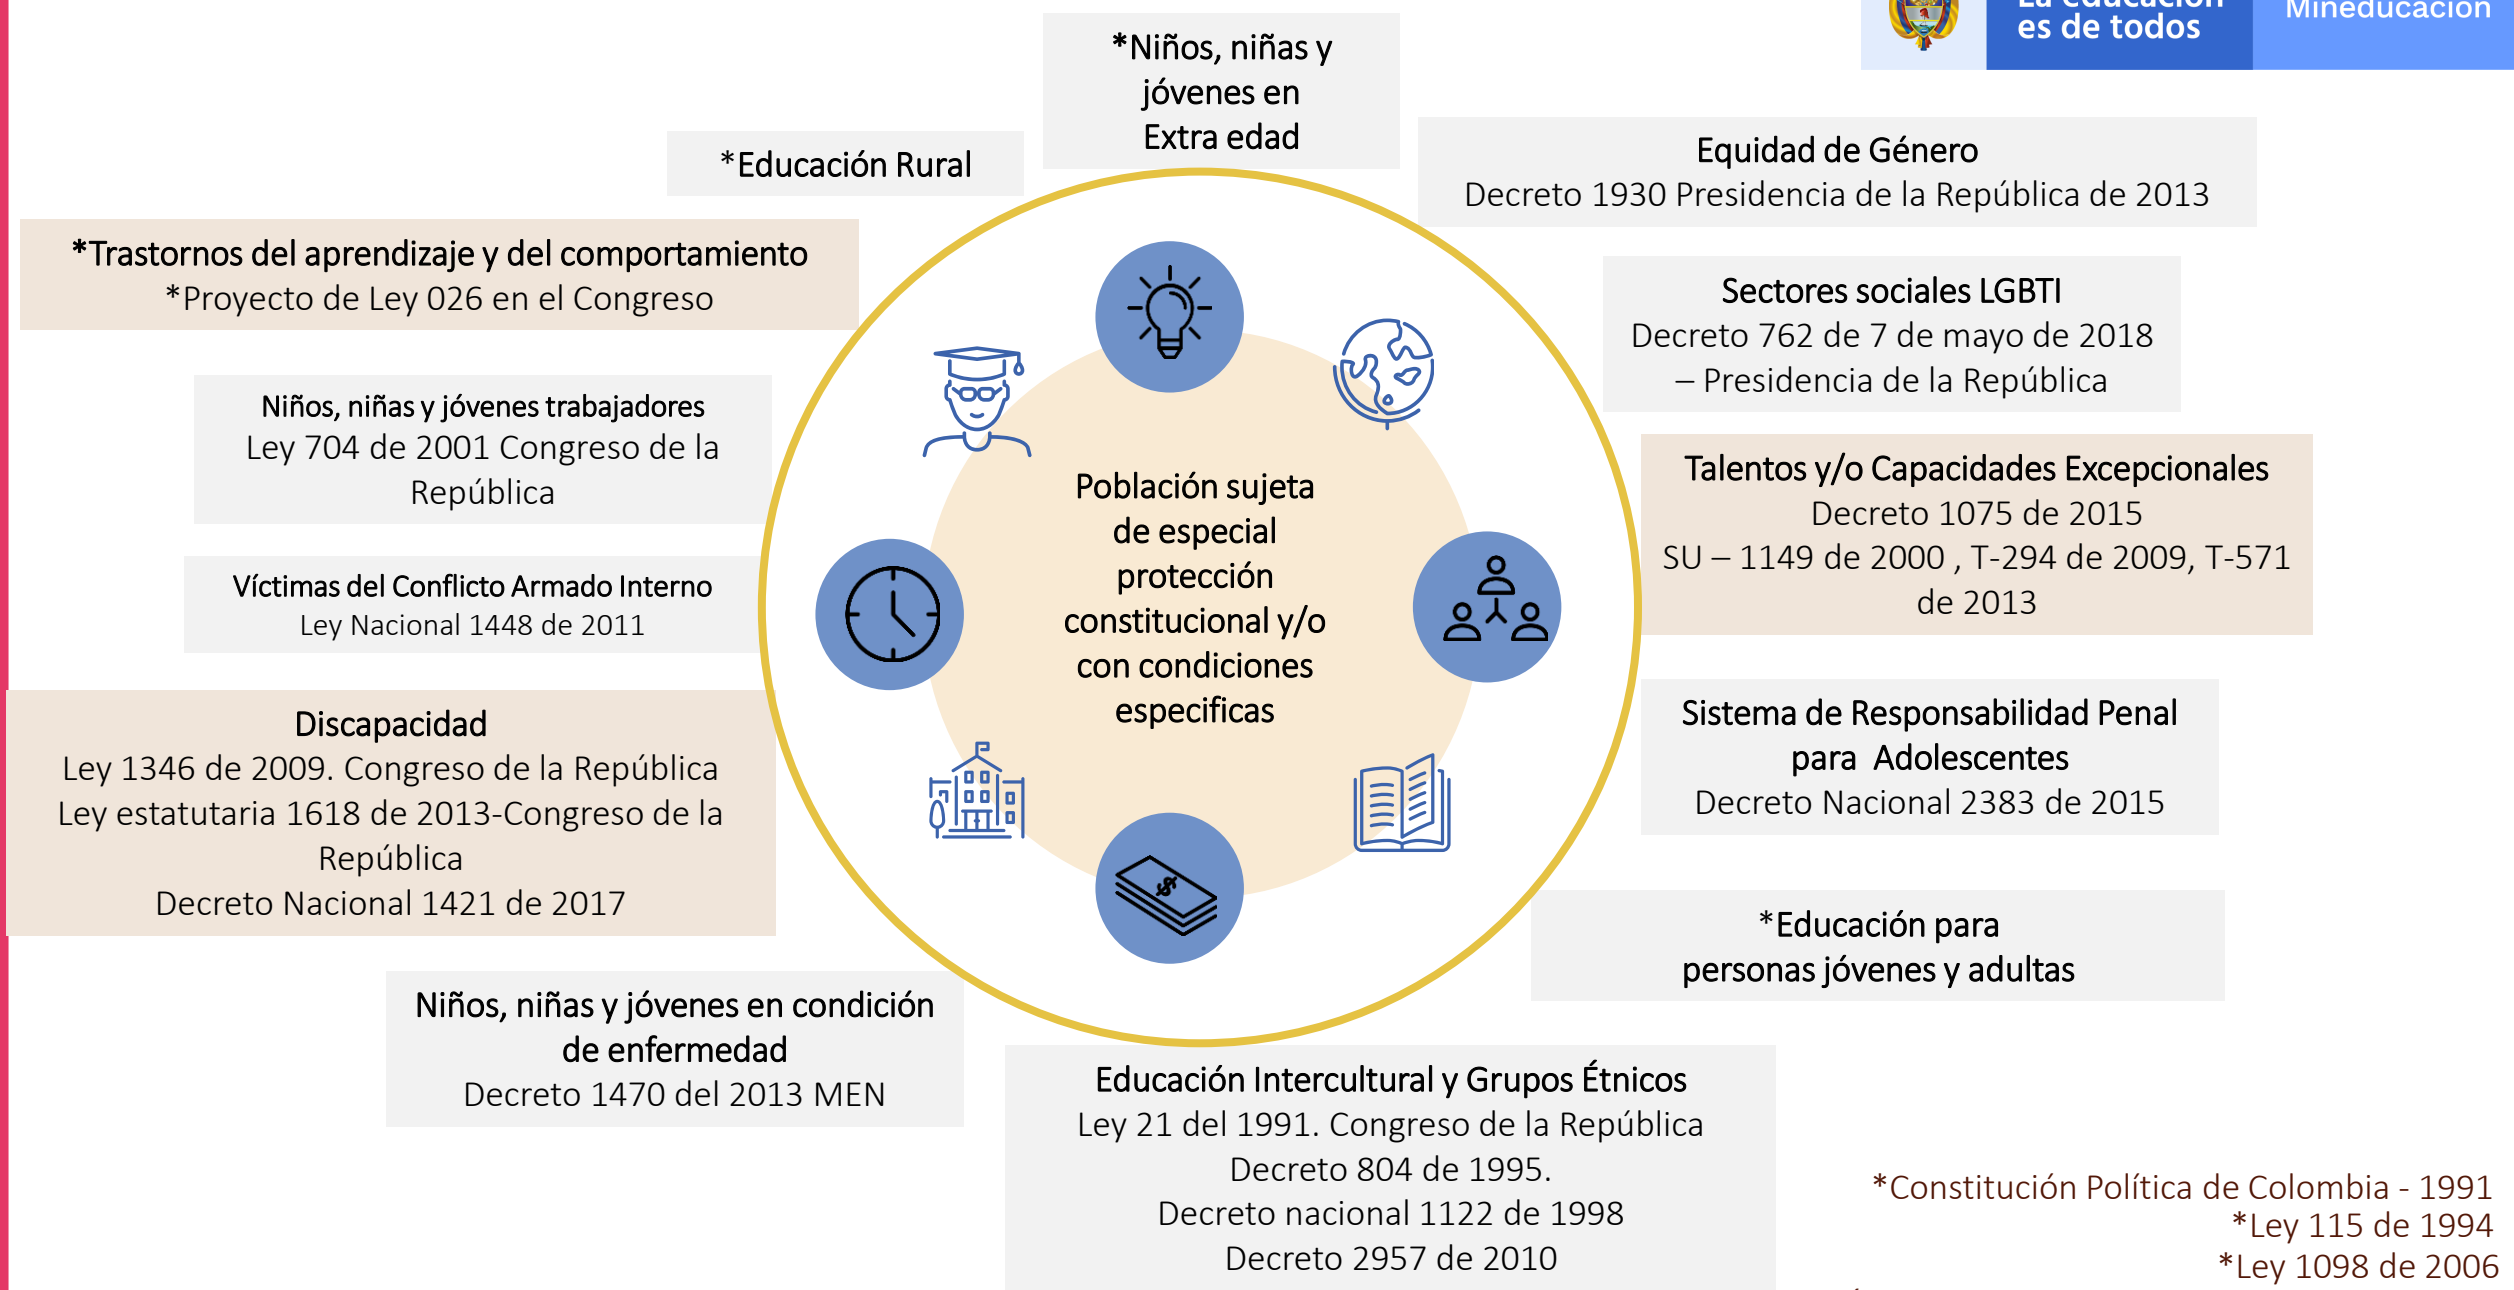 La educación
es de todos
Mineducación
*Niños, niñas y
jóvenes en
Extra edad
*Educación Rural
Equidad de Género
Decreto 1930 Presidencia de la República de 2013
*Trastornos del aprendizaje y del comportamiento
*Proyecto de Ley 026 en el Congreso
Sectores sociales LGBTI
Decreto 762 de 7 de mayo de 2018
– Presidencia de la República
Niños, niñas y jóvenes trabajadores
Ley 704 de 2001 Congreso de la
República
Talentos y/o Capacidades Excepcionales
Decreto 1075 de 2015
SU – 1149 de 2000 , T-294 de 2009, T-571
de 2013
Población sujeta
de especial
protección
constitucional y/o
con condiciones
especificas
Víctimas del Conflicto Armado Interno
Ley Nacional 1448 de 2011
Discapacidad
Ley 1346 de 2009. Congreso de la República
Ley estatutaria 1618 de 2013-Congreso de la
República
Decreto Nacional 1421 de 2017
Sistema de Responsabilidad Penal
para  Adolescentes
Decreto Nacional 2383 de 2015
$
*Educación para
personas jóvenes y adultas
Niños, niñas y jóvenes en condición
de enfermedad
Decreto 1470 del 2013 MEN
Educación Intercultural y Grupos Étnicos
Ley 21 del 1991. Congreso de la República
Decreto 804 de 1995.
Decreto nacional 1122 de 1998
Decreto 2957 de 2010
*Constitución Política de Colombia - 1991
*Ley 115 de 1994
*Ley 1098 de 2006